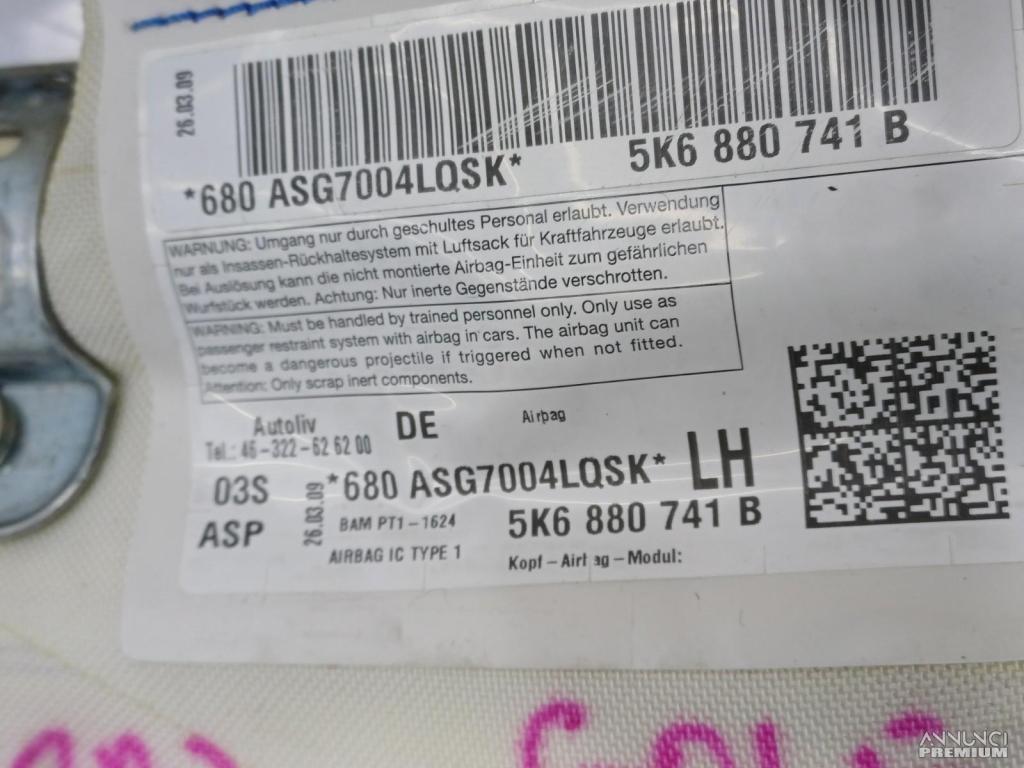 26.03.09
*680 ASG7004LQSK*
5K6 880 741 B
WARNUNG: Umgang nur durch geschultes Personal erlaubt. Verwendung
nur als Insassen-Rückhaltesystem mit Luftsack für Kraftfahrzeuge erlaubt.
Bei Auslösung kann die nicht montierte Airbag-Einheit zum gefährlichen
Wurfstück werden. Achtung: Nur inerte Gegenstände verschrotten.
WARNING: Must be handled by trained personnel only. Only use as
passenger restraint system with airbag in cars. The airbag unit can
become a dangerous projectile if triggered when not fitted.
Attention: Only scrap inert components.
Autoliv
DE
Airbag
Tel.: 46-322-62 62 00
03S
*680 ASG7004LQSK*
LH
26.03.09
ASP
BAM PT1-1624
5K6 880 741 B
AIRBAG IC TYPE 1
Kopf-Airbag-Modul:
ANNUNCI
PREMIUM